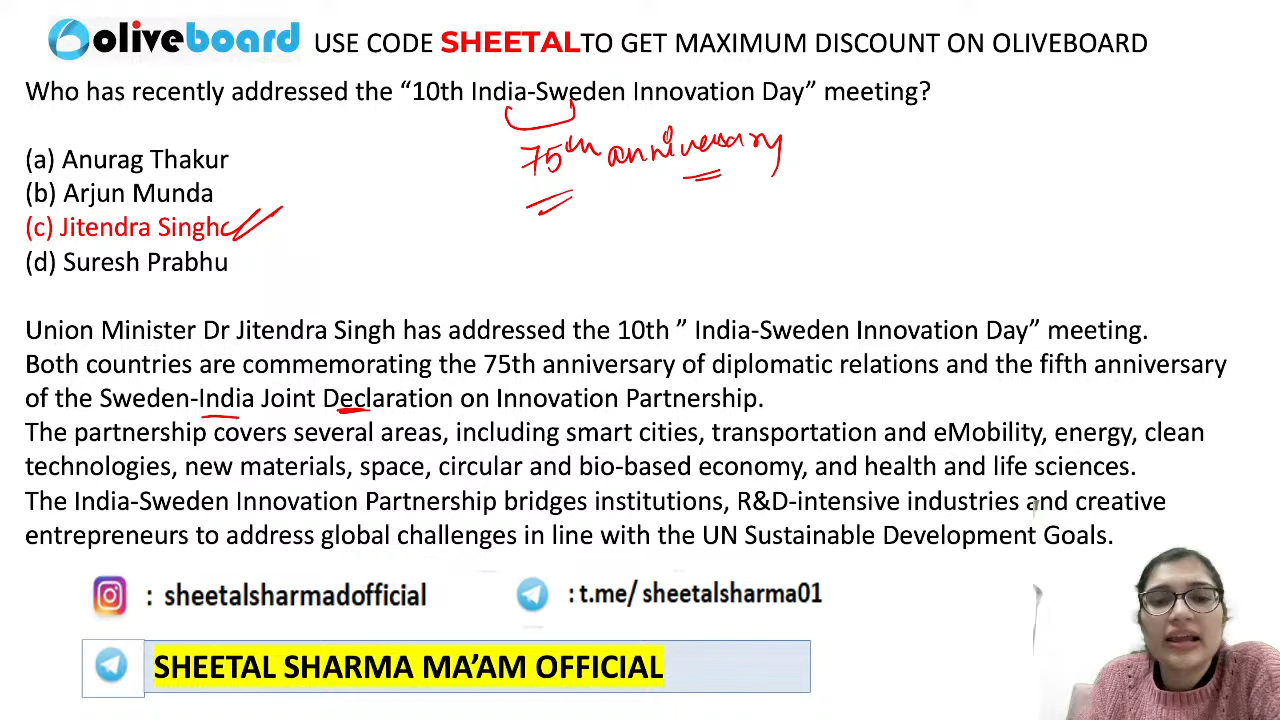 oliveboard USE CODE SHEETAL TO GET MAXIMUM DISCOUNT ON OLIVEBOARD
Who has recently addressed the “10th India-Sweden Innovation Day” meeting?
75th anniversary
(a) Anurag Thakur
(b) Arjun Munda
(c) Jitendra Singh
(d) Suresh Prabhu
Union Minister Dr Jitendra Singh has addressed the 10th ” India-Sweden Innovation Day” meeting.
Both countries are commemorating the 75th anniversary of diplomatic relations and the fifth anniversary
of the Sweden-India Joint Declaration on Innovation Partnership.
The partnership covers several areas, including smart cities, transportation and eMobility, energy, clean
technologies, new materials, space, circular and bio-based economy, and health and life sciences.
The India-Sweden Innovation Partnership bridges institutions, R&D-intensive industries and creative
entrepreneurs to address global challenges in line with the UN Sustainable Development Goals.
: sheetalsharmadofficial : t.me/ sheetalsharma01
SHEETAL SHARMA MA’AM OFFICIAL